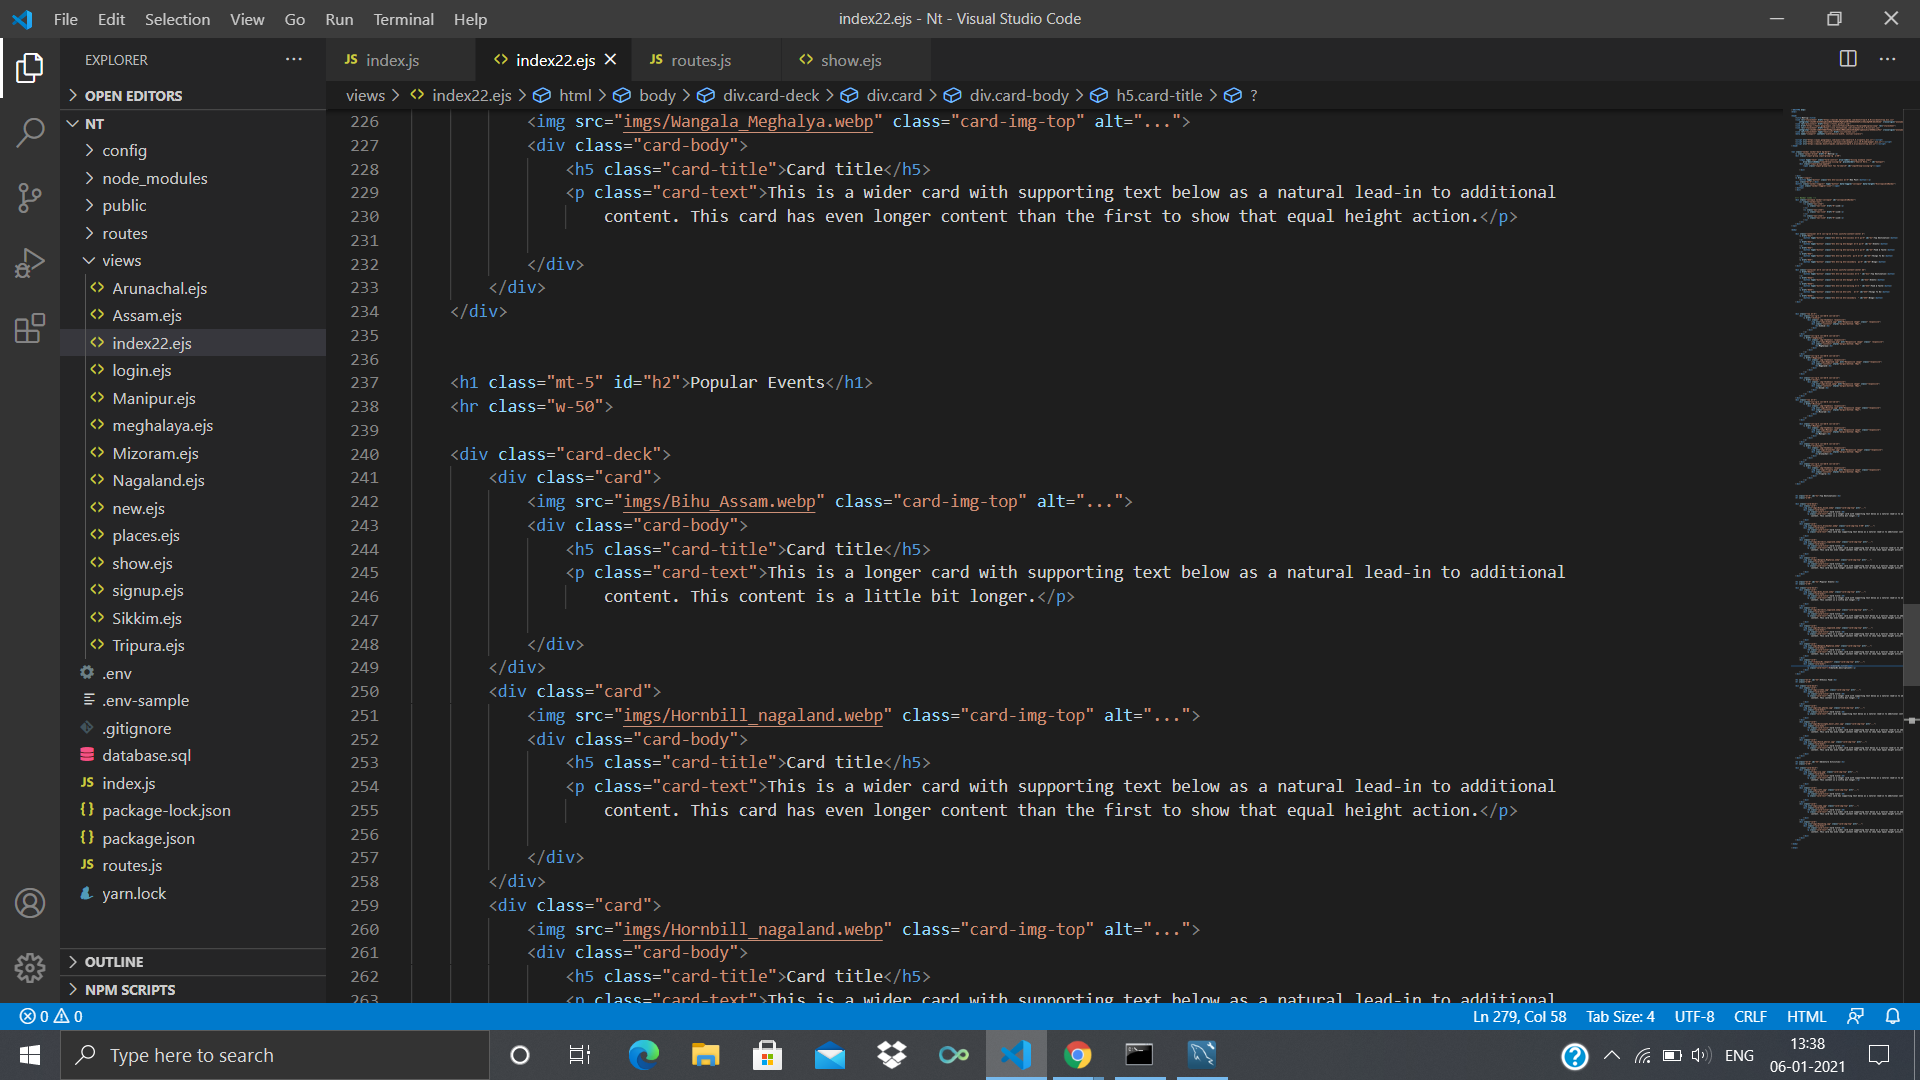 File Edit Selection View Go Run Terminal Help
index22.ejs - Nt - Visual Studio Code
EXPLORER
JS index.js
index22.ejs
JS routes.js
show.ejs
OPEN EDITORS
views > index22.ejs > html > body > div.card-deck > div.card > div.card-body > h5.card-title > ?
NT
config
node_modules
public
routes
views
Arunachal.ejs
Assam.ejs
index22.ejs
login.ejs
Manipur.ejs
meghalaya.ejs
Mizoram.ejs
Nagaland.ejs
new.ejs
places.ejs
show.ejs
signup.ejs
Sikkim.ejs
Tripura.ejs
.env
.env-sample
.gitignore
database.sql
JS index.js
{} package-lock.json
{} package.json
JS routes.js
yarn.lock
OUTLINE
NPM SCRIPTS
226 <img src="imgs/Wangala_Meghalya.webp" class="card-img-top" alt="...">
227 <div class="card-body">
228 <h5 class="card-title">Card title</h5>
229 <p class="card-text">This is a wider card with supporting text below as a natural lead-in to additional
230 content. This card has even longer content than the first to show that equal height action.</p>
231
232 </div>
233 </div>
234 </div>
235
236
237 <h1 class="mt-5" id="h2">Popular Events</h1>
238 <hr class="w-50">
239
240 <div class="card-deck">
241 <div class="card">
242 <img src="imgs/Bihu_Assam.webp" class="card-img-top" alt="...">
243 <div class="card-body">
244 <h5 class="card-title">Card title</h5>
245 <p class="card-text">This is a longer card with supporting text below as a natural lead-in to additional
246 content. This content is a little bit longer.</p>
247
248 </div>
249 </div>
250 <div class="card">
251 <img src="imgs/Hornbill_nagaland.webp" class="card-img-top" alt="...">
252 <div class="card-body">
253 <h5 class="card-title">Card title</h5>
254 <p class="card-text">This is a wider card with supporting text below as a natural lead-in to additional
255 content. This card has even longer content than the first to show that equal height action.</p>
256
257 </div>
258 </div>
259 <div class="card">
260 <img src="imgs/Hornbill_nagaland.webp" class="card-img-top" alt="...">
261 <div class="card-body">
262 <h5 class="card-title">Card title</h5>
263 <p class="card-text">This is a wider card with supporting text below as a natural lead-in to additional
0 0
Ln 279, Col 58 Tab Size: 4 UTF-8 CRLF HTML
Type here to search
ENG
13:38
06-01-2021